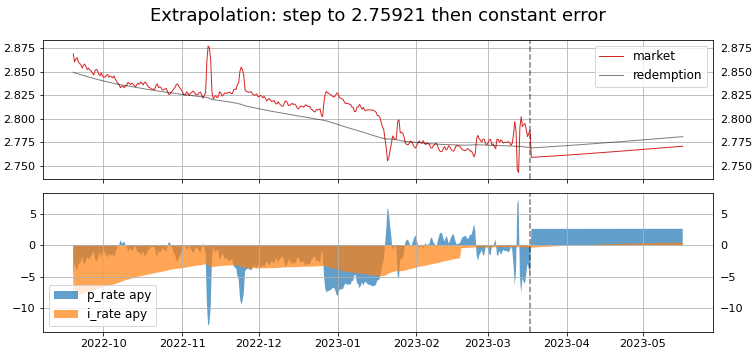 Extrapolation: step to 2.75921 then constant error
2.875 2.875
2.850 2.850
2.825 2.825
2.800 2.800
2.775 2.775
2.750 2.750
market
redemption
5 5
0 0
−5 −5
−10 −10
p_rate apy
i_rate apy
2022-10 2022-11 2022-12 2023-01 2023-02 2023-03 2023-04 2023-05